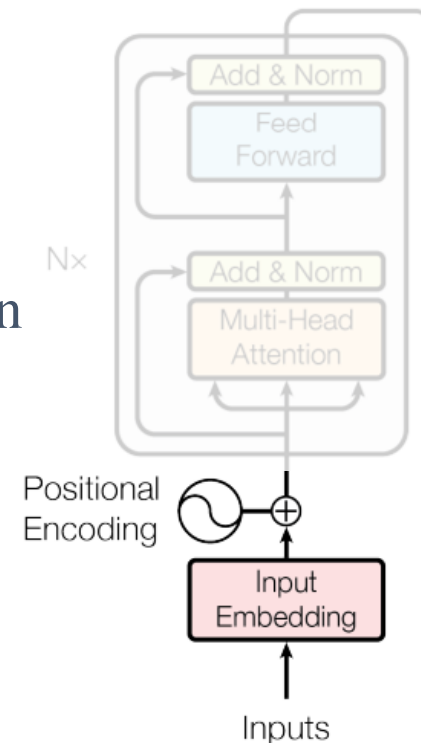 Add & Norm
Feed
Forward
N×
Add & Norm
n
Multi-Head
Attention
Positional
Encoding
Input
Embedding
Inputs